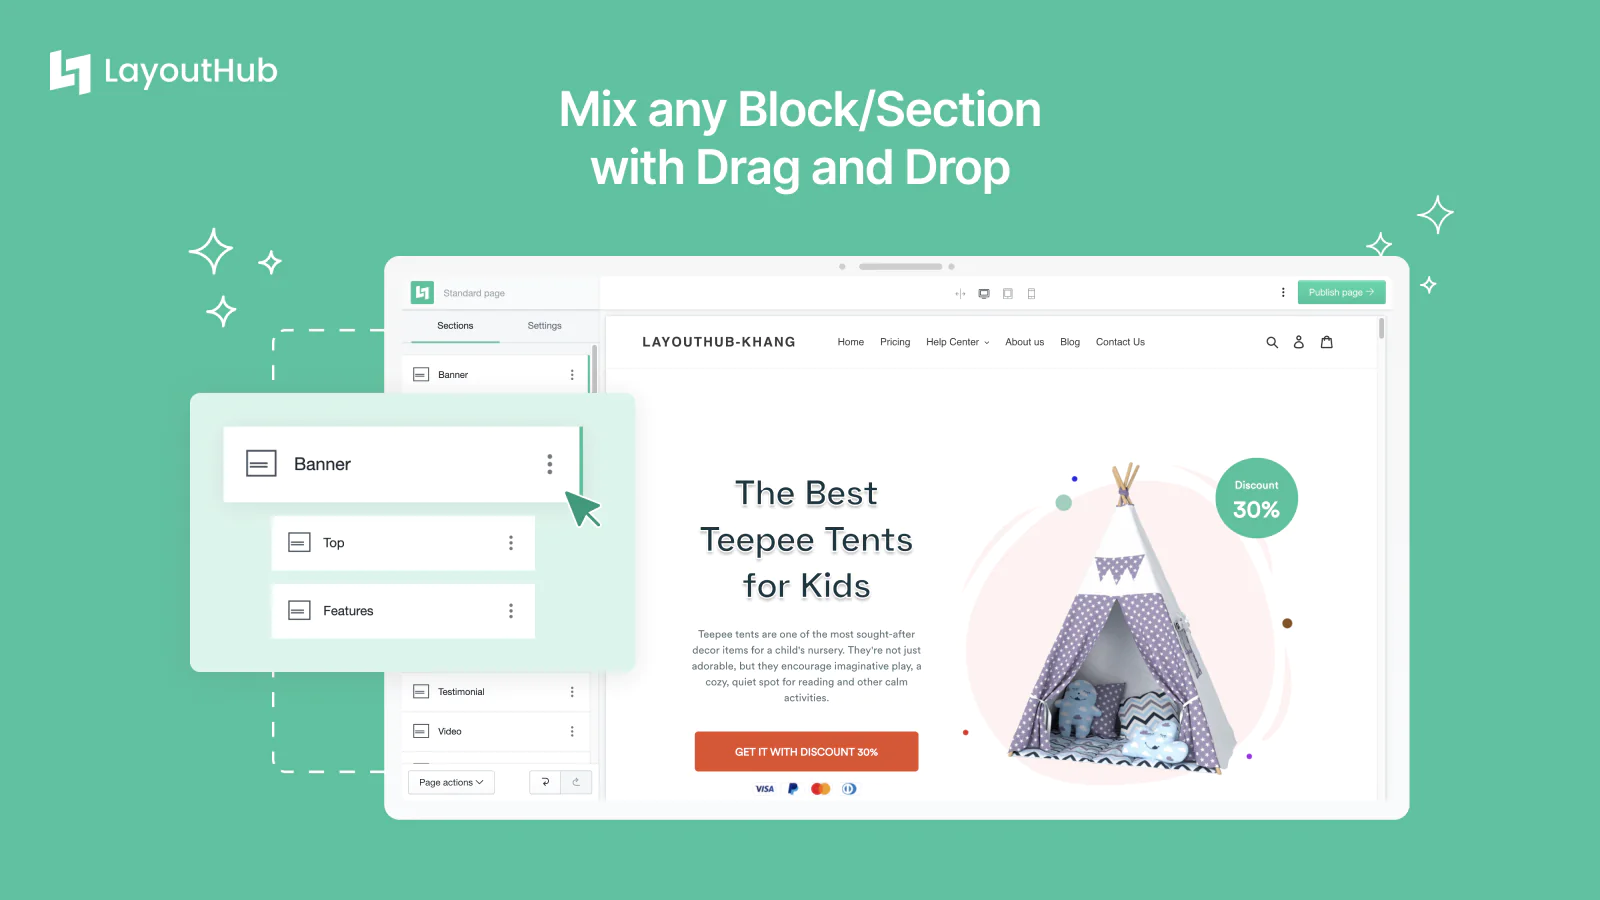 LayoutHub
Mix any Block/Section
with Drag and Drop
Standard page
Publish page
Sections
Settings
LAYOUTHUB-KHANG
Home
Pricing
Help Center
About us
Blog
Contact Us
Banner
Banner
Top
Features
Testimonial
Video
Page actions
The Best
Teepee Tents
for Kids
Discount
30%
Teepee tents are one of the most sought-after
decor items for a child's nursery. They're not just
adorable, but they encourage imaginative play, a
cozy, quiet spot for reading and other calm
activities.
GET IT WITH DISCOUNT 30%
VISA